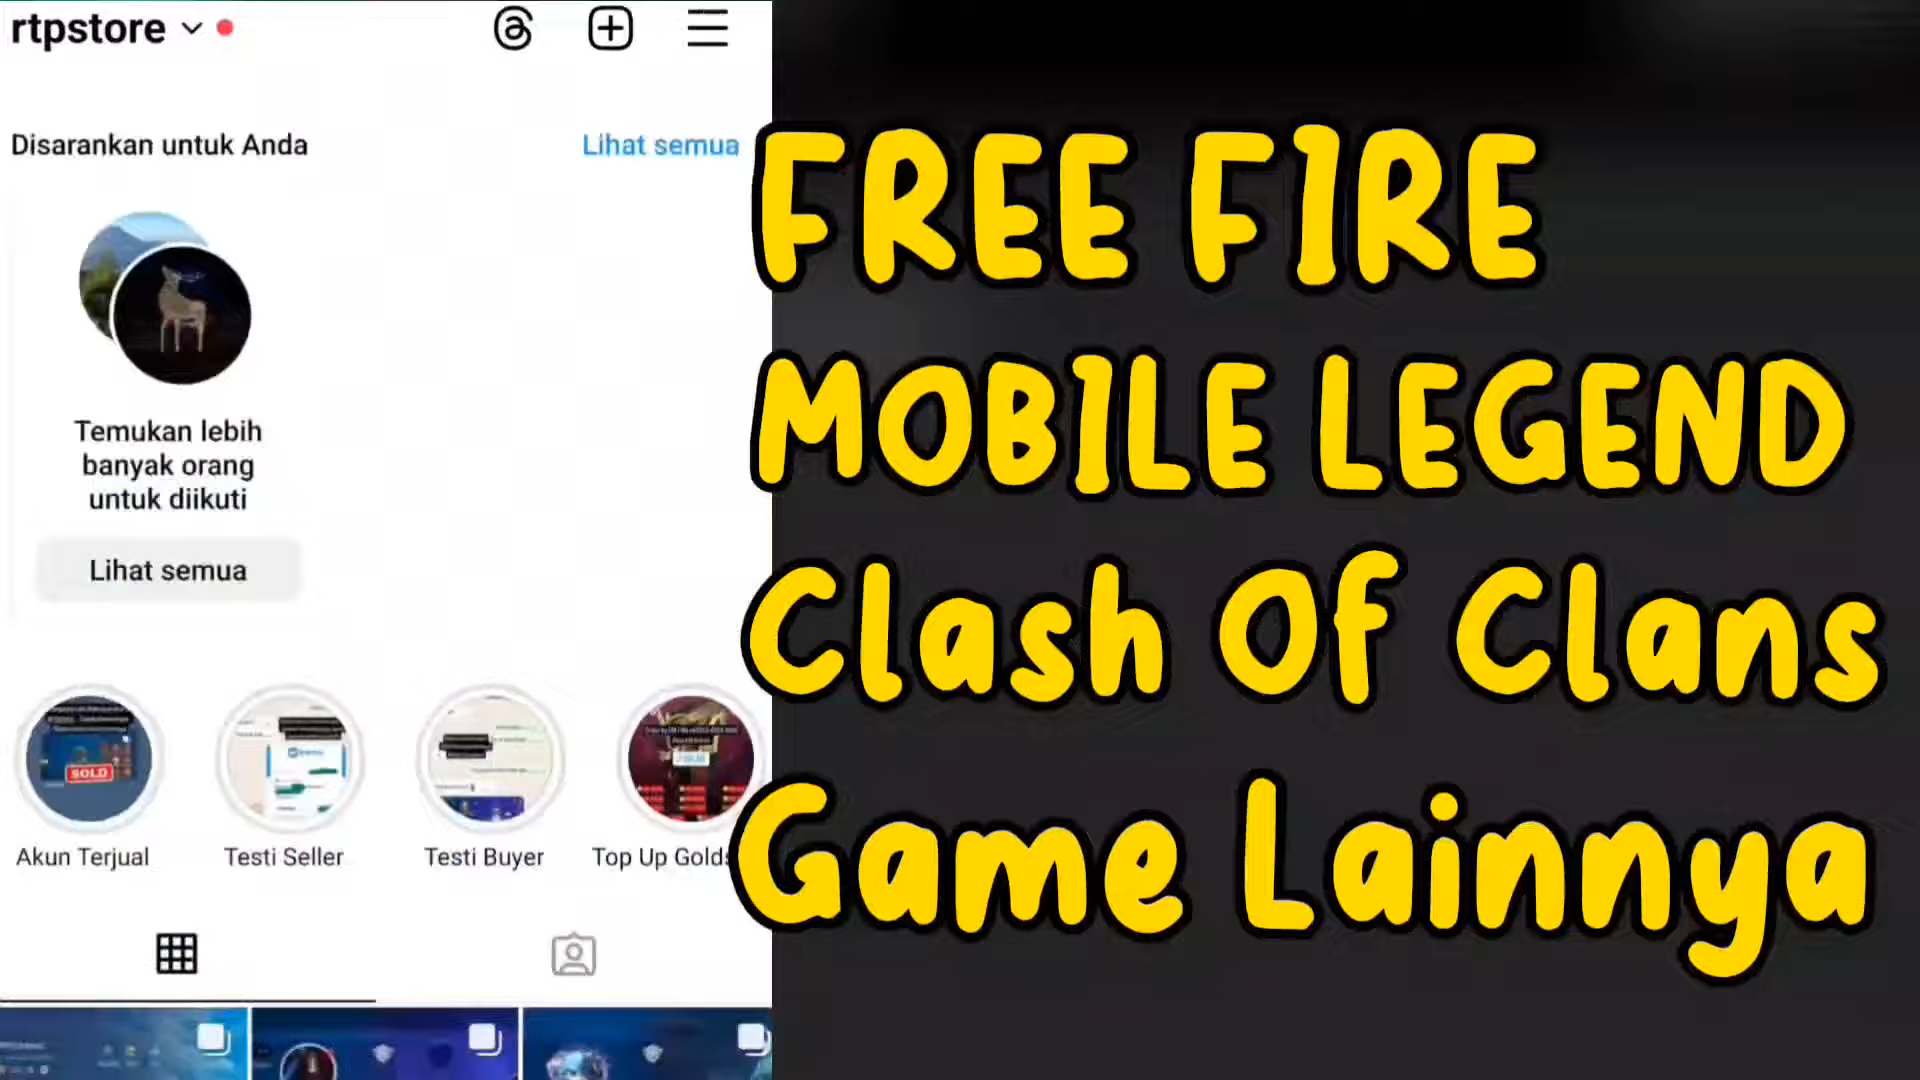 rtpstore
Disarankan untuk Anda
Lihat semua
Temukan lebih
banyak orang
untuk diikuti
Lihat semua
SOLD
Akun Terjual
Testi Seller
Testi Buyer
Top Up Golds
FREE FIRE
MOBILE LEGEND
Clash Of Clans
Game Lainnya